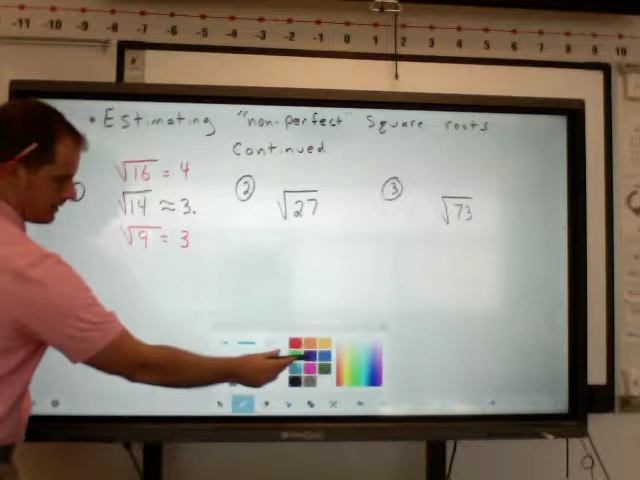 -11 -10 -9 -8 -7 -6 -5 -4 -3 -2 -1 0 1 2 3 4 5 6 7 8 9 10
• Estimating "non-perfect" Square roots
Continued
√16 = 4
√14 ≈ 3.
√9 = 3
② √27
③ √73